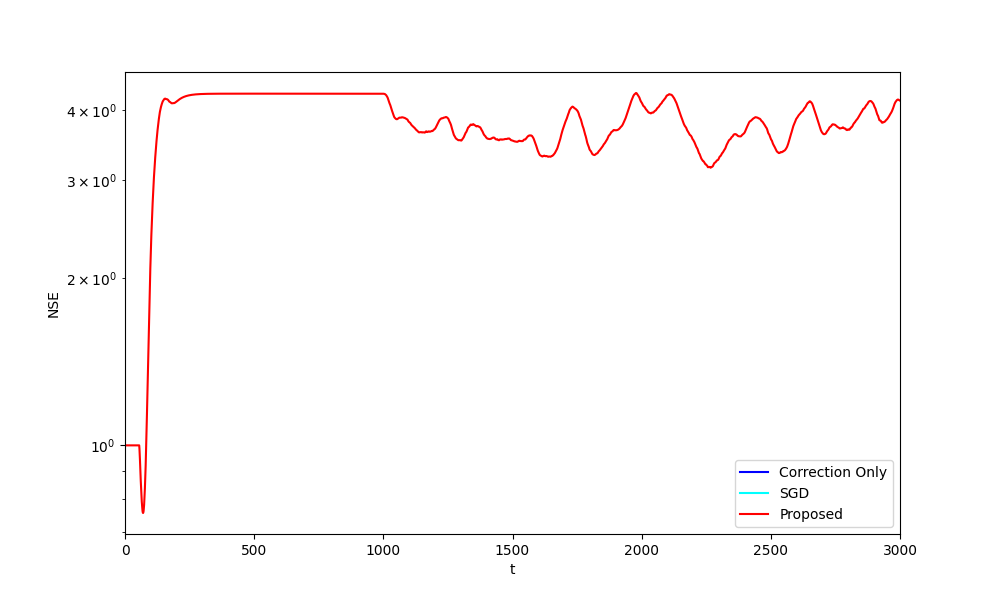 NSE
4 × 10⁰
3 × 10⁰
2 × 10⁰
10⁰
0 500 1000 1500 2000 2500 3000
t
Correction Only
SGD
Proposed